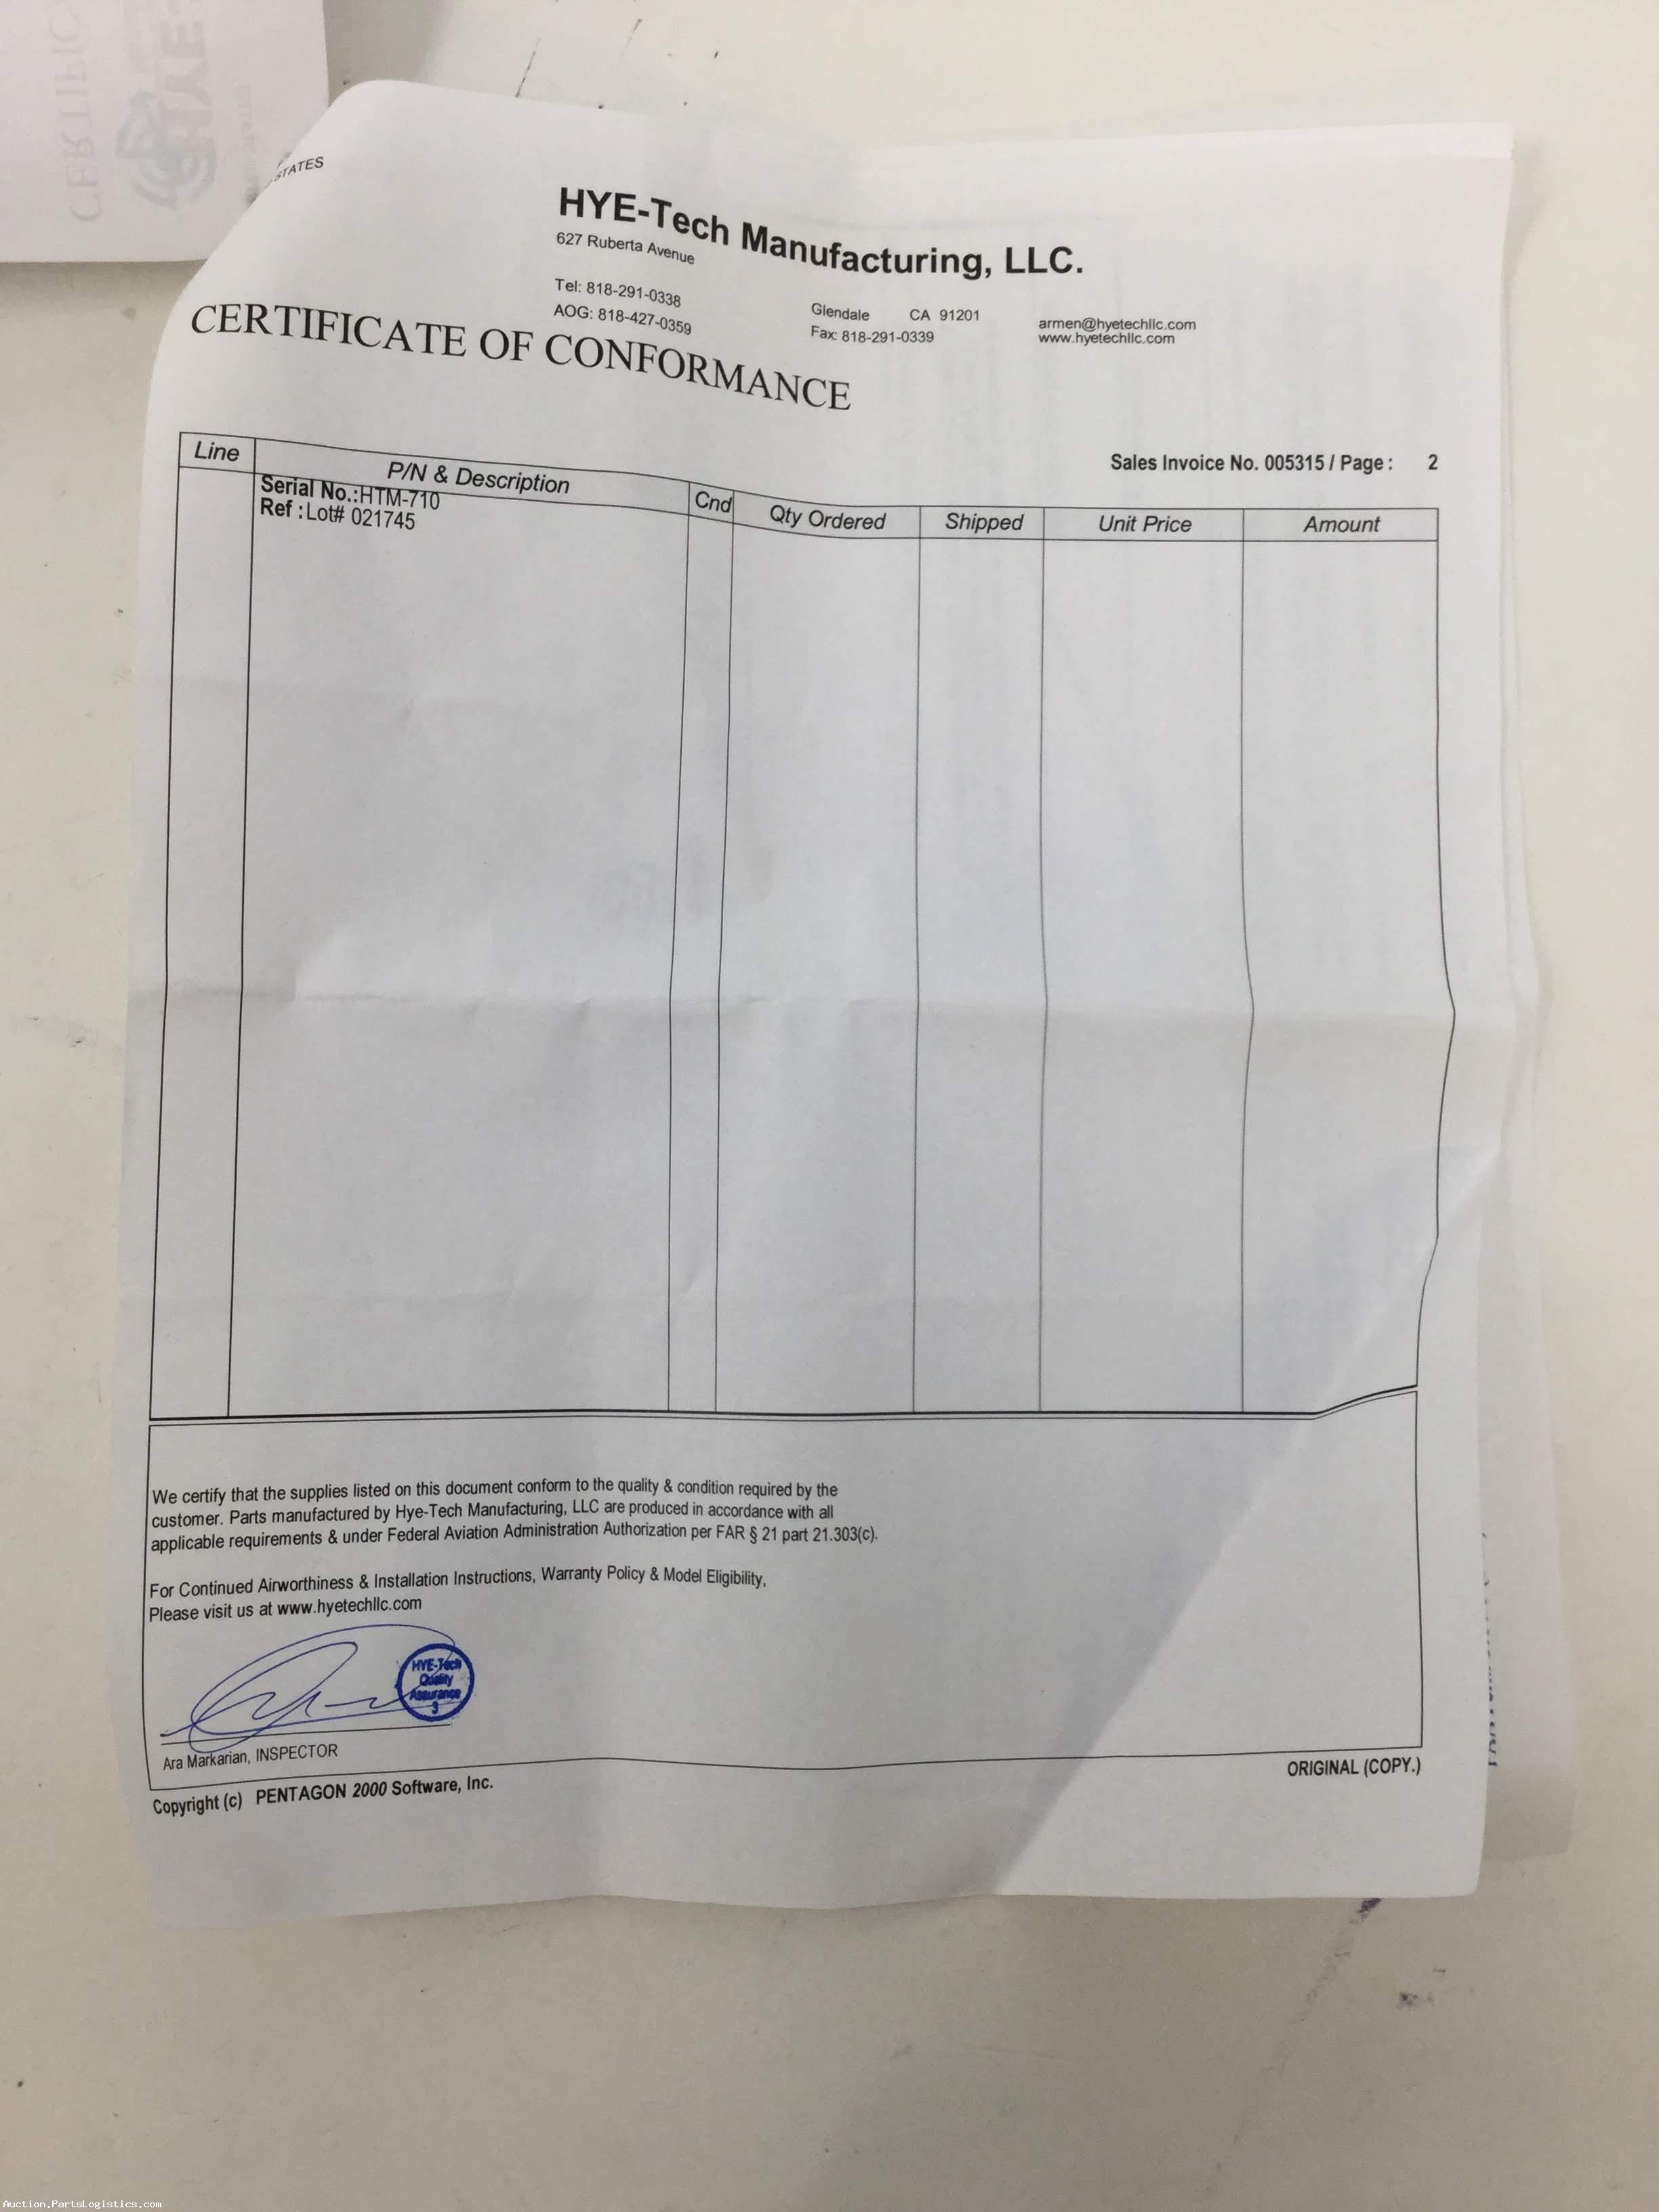 STATES
HYE-Tech Manufacturing, LLC.
627 Ruberta Avenue
Tel: 818-291-0338
AOG: 818-427-0359
Glendale CA 91201
Fax: 818-291-0339
armen@hyetechllc.com
www.hyetechllc.com
CERTIFICATE OF CONFORMANCE
Sales Invoice No. 005315 / Page : 2
Line P/N & Description Cnd Qty Ordered Shipped Unit Price Amount
Serial No.:HTM-710
Ref : Lot# 021745
We certify that the supplies listed on this document conform to the quality & condition required by the
customer. Parts manufactured by Hye-Tech Manufacturing, LLC are produced in accordance with all
applicable requirements & under Federal Aviation Administration Authorization per FAR § 21 part 21.303(c).
For Continued Airworthiness & Installation Instructions, Warranty Policy & Model Eligibility,
Please visit us at www.hyetechllc.com
HYE-Tech
Quality
Assurance
3
Ara Markarian, INSPECTOR
ORIGINAL (COPY.)
Copyright (c) PENTAGON 2000 Software, Inc.
Auction.PartsLogistics.com